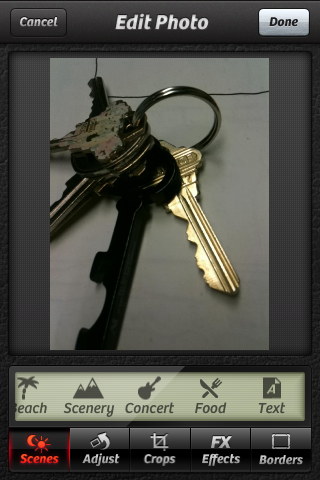 Cancel Edit Photo Done
each Scenery Concert Food Text
Scenes Adjust Crops FX Effects Borders